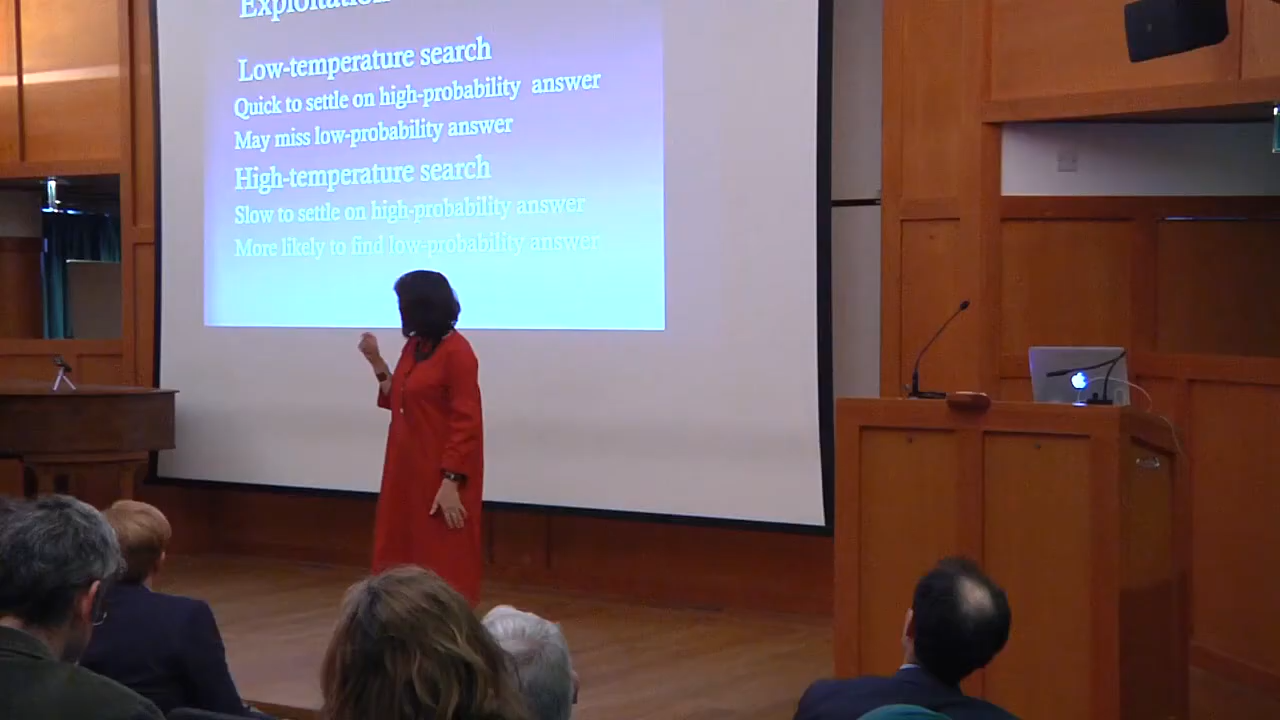 Exploitation
Low-temperature search
Quick to settle on high-probability answer
May miss low-probability answer
High-temperature search
Slow to settle on high-probability answer
More likely to find low-probability answer